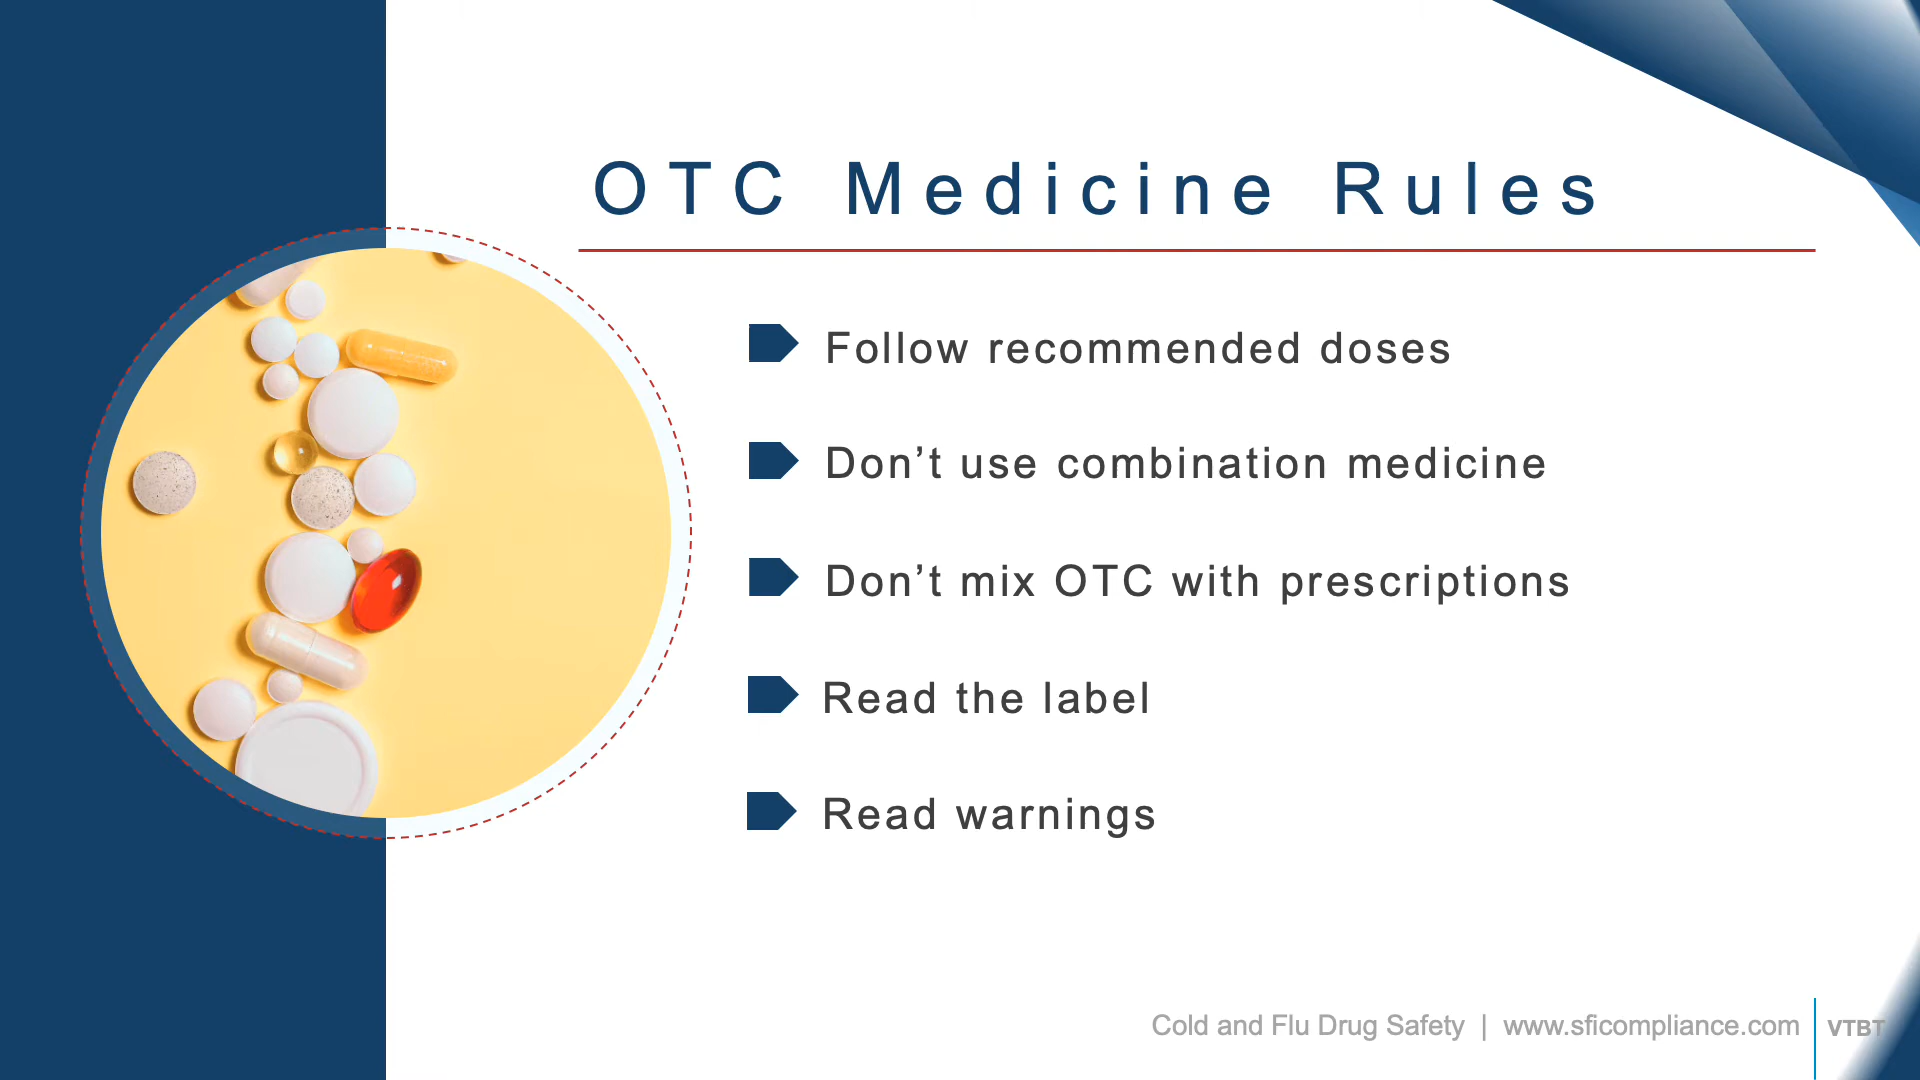 OTC Medicine Rules
Follow recommended doses
Don’t use combination medicine
Don’t mix OTC with prescriptions
Read the label
Read warnings
Cold and Flu Drug Safety | www.sficompliance.com VTBT